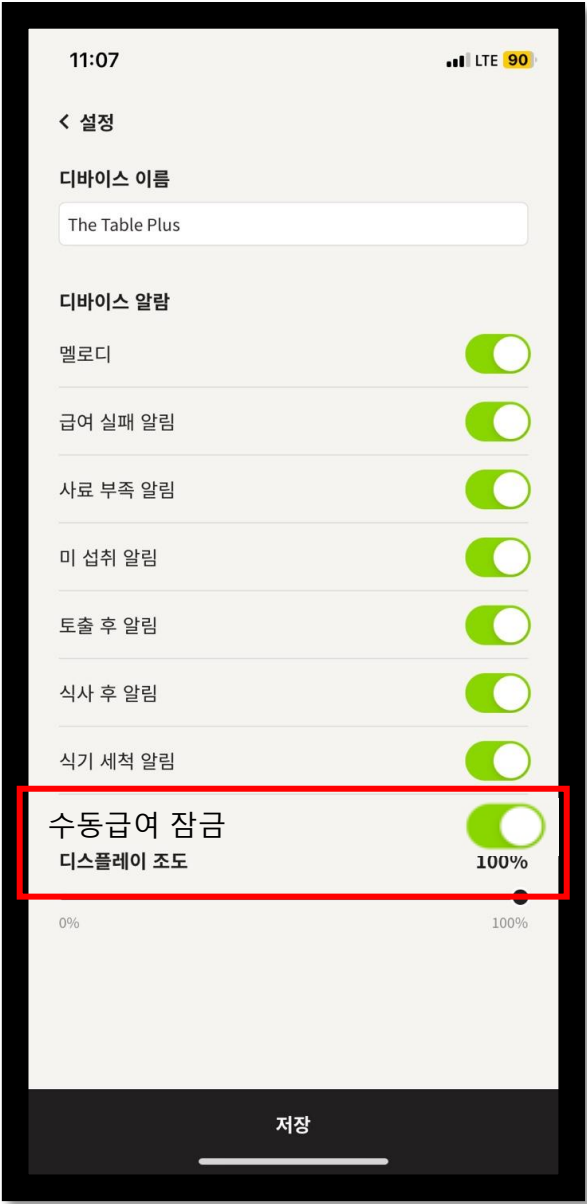 11:07 LTE 90
설정
디바이스 이름
The Table Plus
디바이스 알람
멜로디
급여 실패 알림
사료 부족 알림
미 섭취 알림
토출 후 알림
식사 후 알림
식기 세척 알림
수동급여 잠금
디스플레이 조도 100%
0% 100%
저장